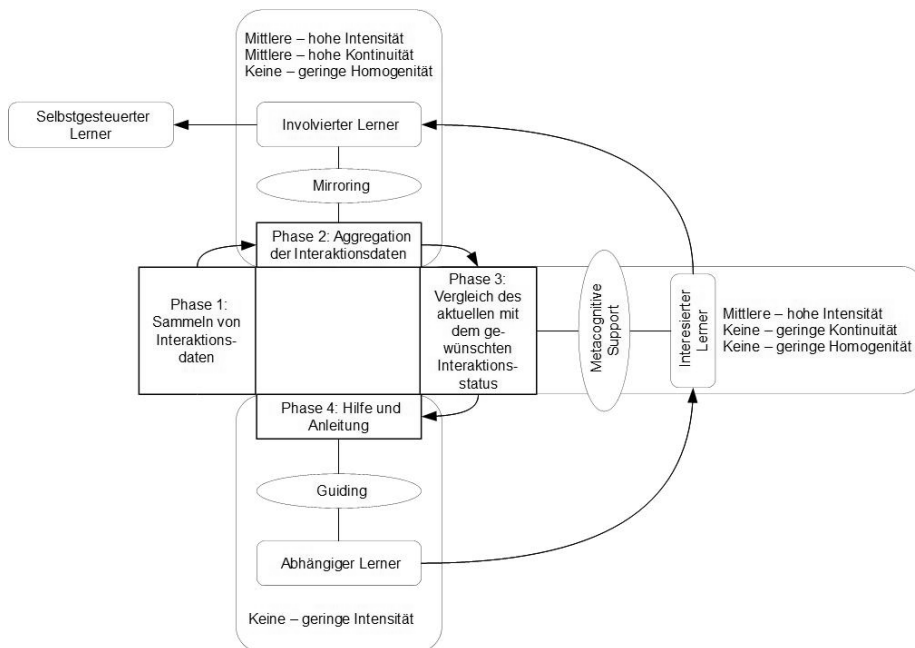 Mittlere – hohe Intensität
Mittlere – hohe Kontinuität
Keine – geringe Homogenität
Selbstgesteuerter
Lerner
Involvierter Lerner
Mirroring
Phase 2: Aggregation
der Interaktionsdaten
Phase 1:
Sammeln von
Interaktions-
daten
Phase 3:
Vergleich des
aktuellen mit
dem ge-
wünschten
Interaktions-
status
Metacognitive
Support
Interesierter
Lerner
Mittlere – hohe Intensität
Keine – geringe Kontinuität
Keine – geringe Homogenität
Phase 4: Hilfe und
Anleitung
Guiding
Abhängiger Lerner
Keine – geringe Intensität